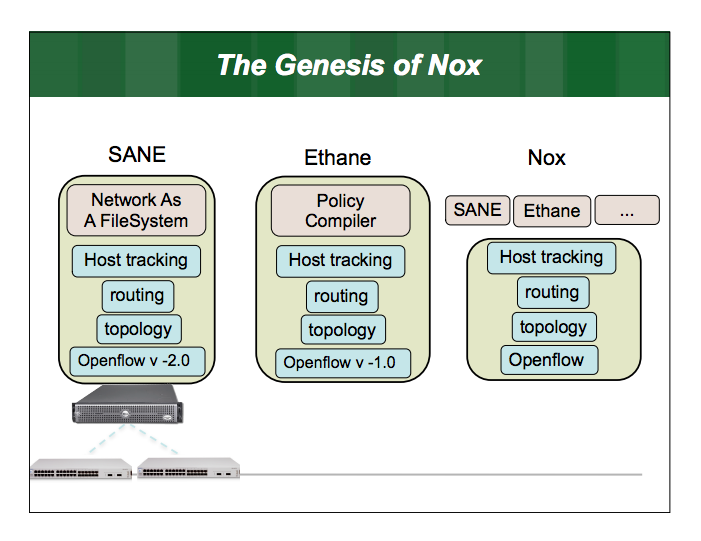 The Genesis of Nox
SANE
Network As
A FileSystem
Host tracking
routing
topology
Openflow v -2.0
Ethane
Policy
Compiler
Host tracking
routing
topology
Openflow v -1.0
Nox
SANE
Ethane
...
Host tracking
routing
topology
Openflow